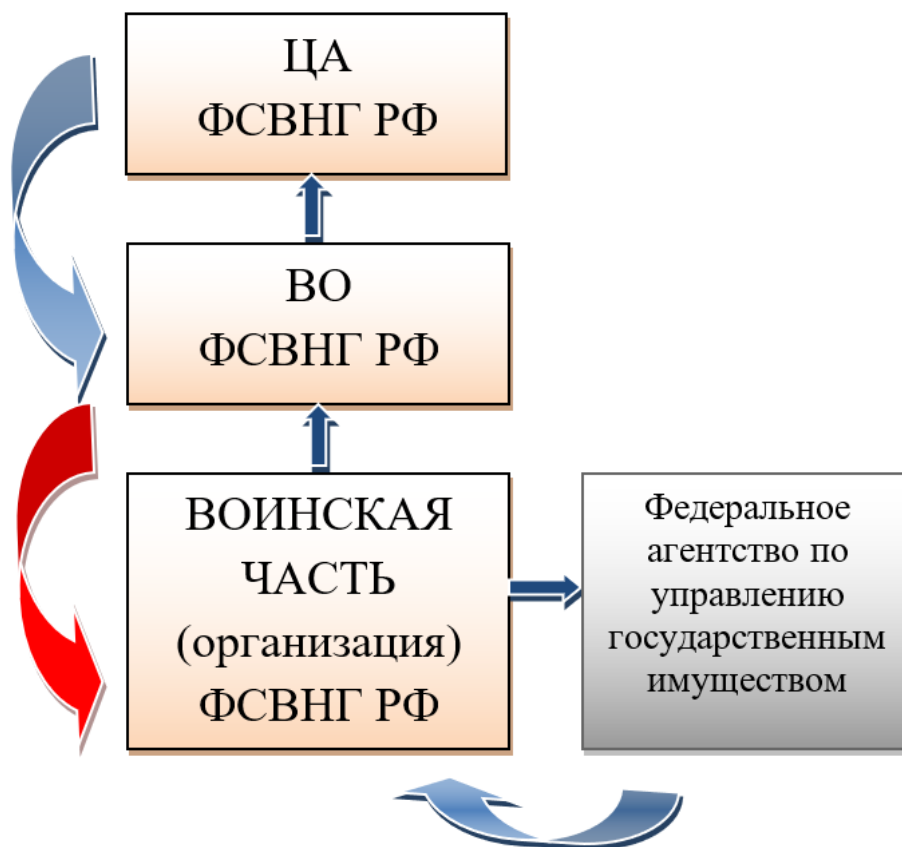 ЦА
ФСВНГ РФ
ВО
ФСВНГ РФ
ВОИНСКАЯ
ЧАСТЬ
(организация)
ФСВНГ РФ
Федеральное
агентство по
управлению
государственным
имуществом